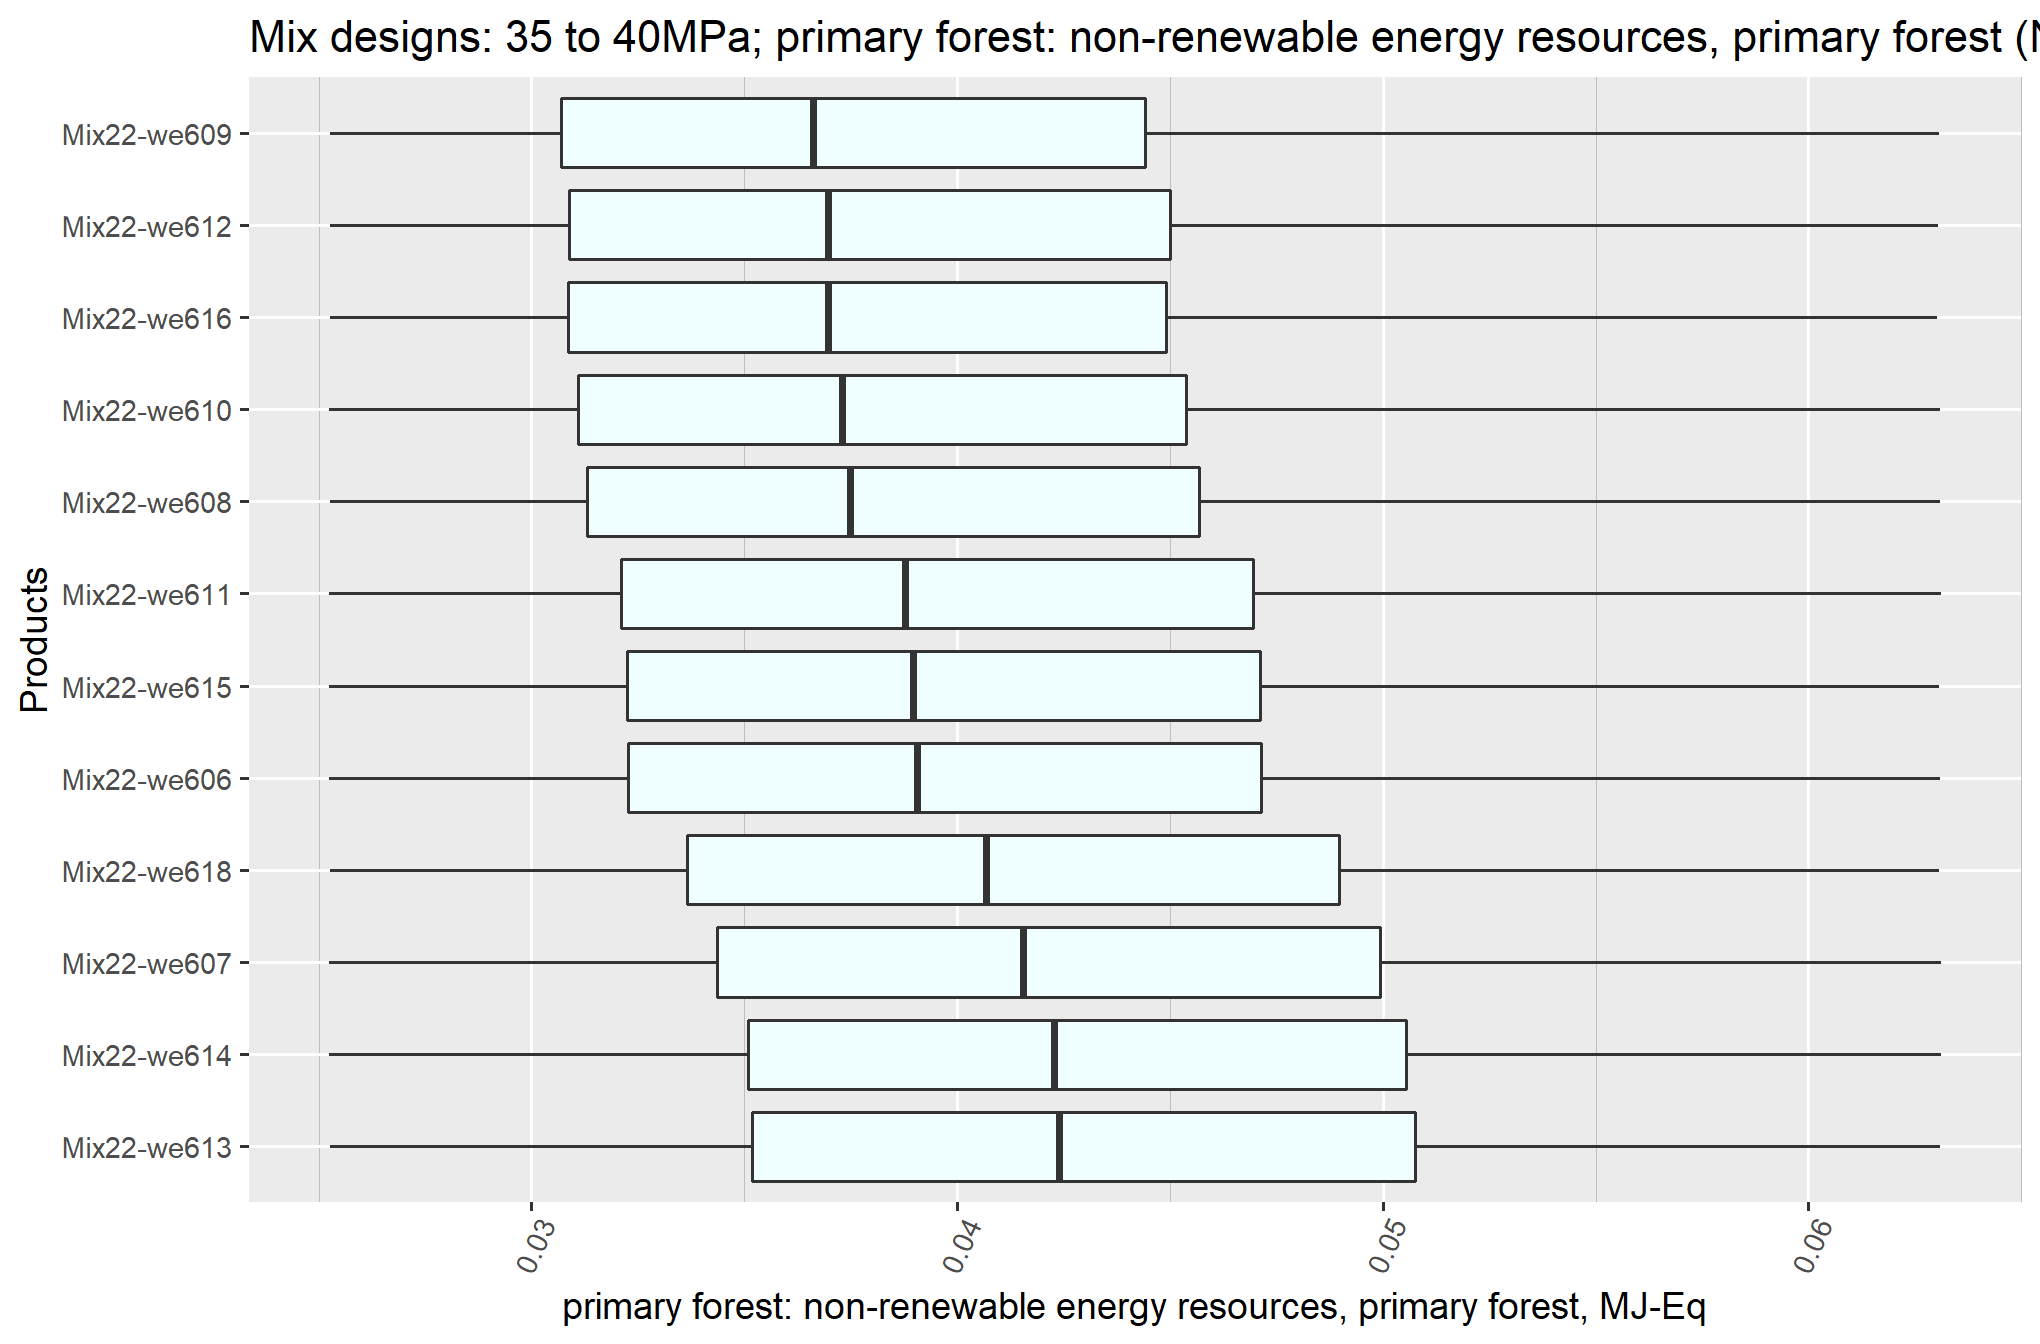 Mix designs: 35 to 40MPa; primary forest: non-renewable energy resources, primary forest (N
Products
Mix22-we609
Mix22-we612
Mix22-we616
Mix22-we610
Mix22-we608
Mix22-we611
Mix22-we615
Mix22-we606
Mix22-we618
Mix22-we607
Mix22-we614
Mix22-we613
0.03
0.04
0.05
0.06
primary forest: non-renewable energy resources, primary forest, MJ-Eq